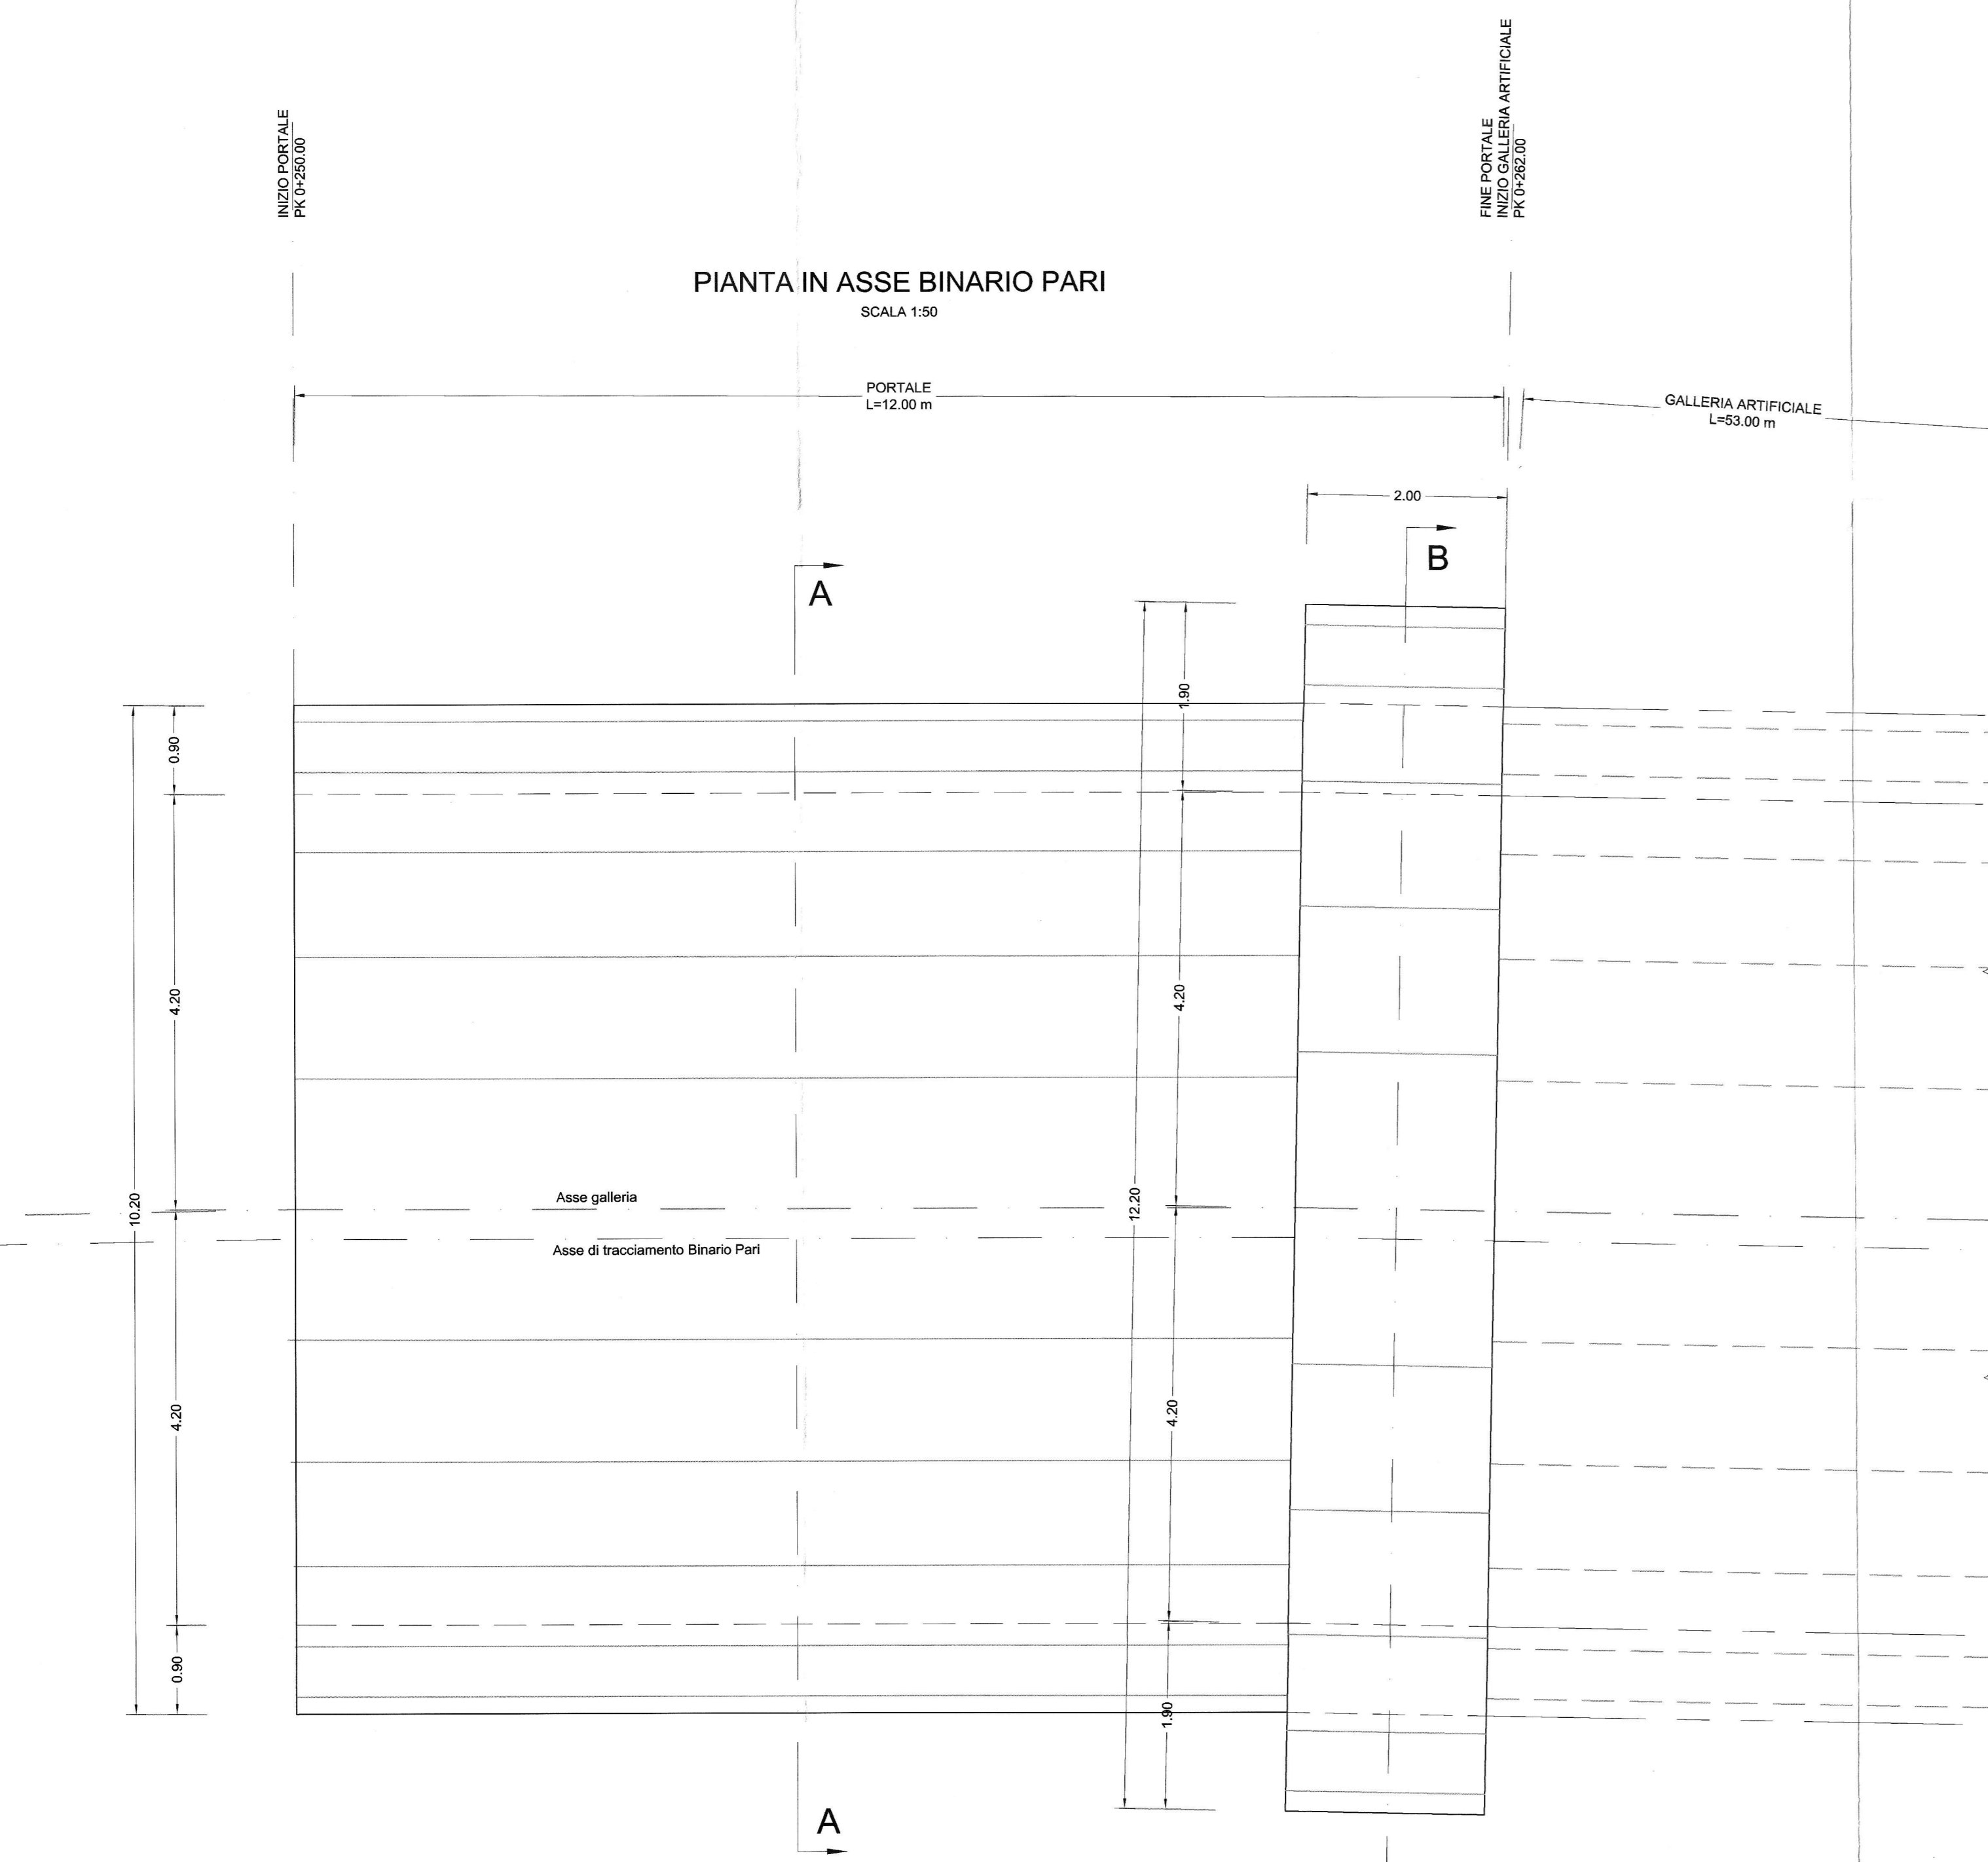 INIZIO PORTALE
PK 0+250.00
FINE PORTALE
INIZIO GALLERIA ARTIFICIALE
PK 0+262.00
PIANTA IN ASSE BINARIO PARI
SCALA 1:50
PORTALE
L=12.00 m
GALLERIA ARTIFICIALE
L=53.00 m
2.00
B
A
1.90
0.90
4.20
4.20
10.20
12.20
Asse galleria
Asse di tracciamento Binario Pari
4.20
4.20
0.90
1.90
A